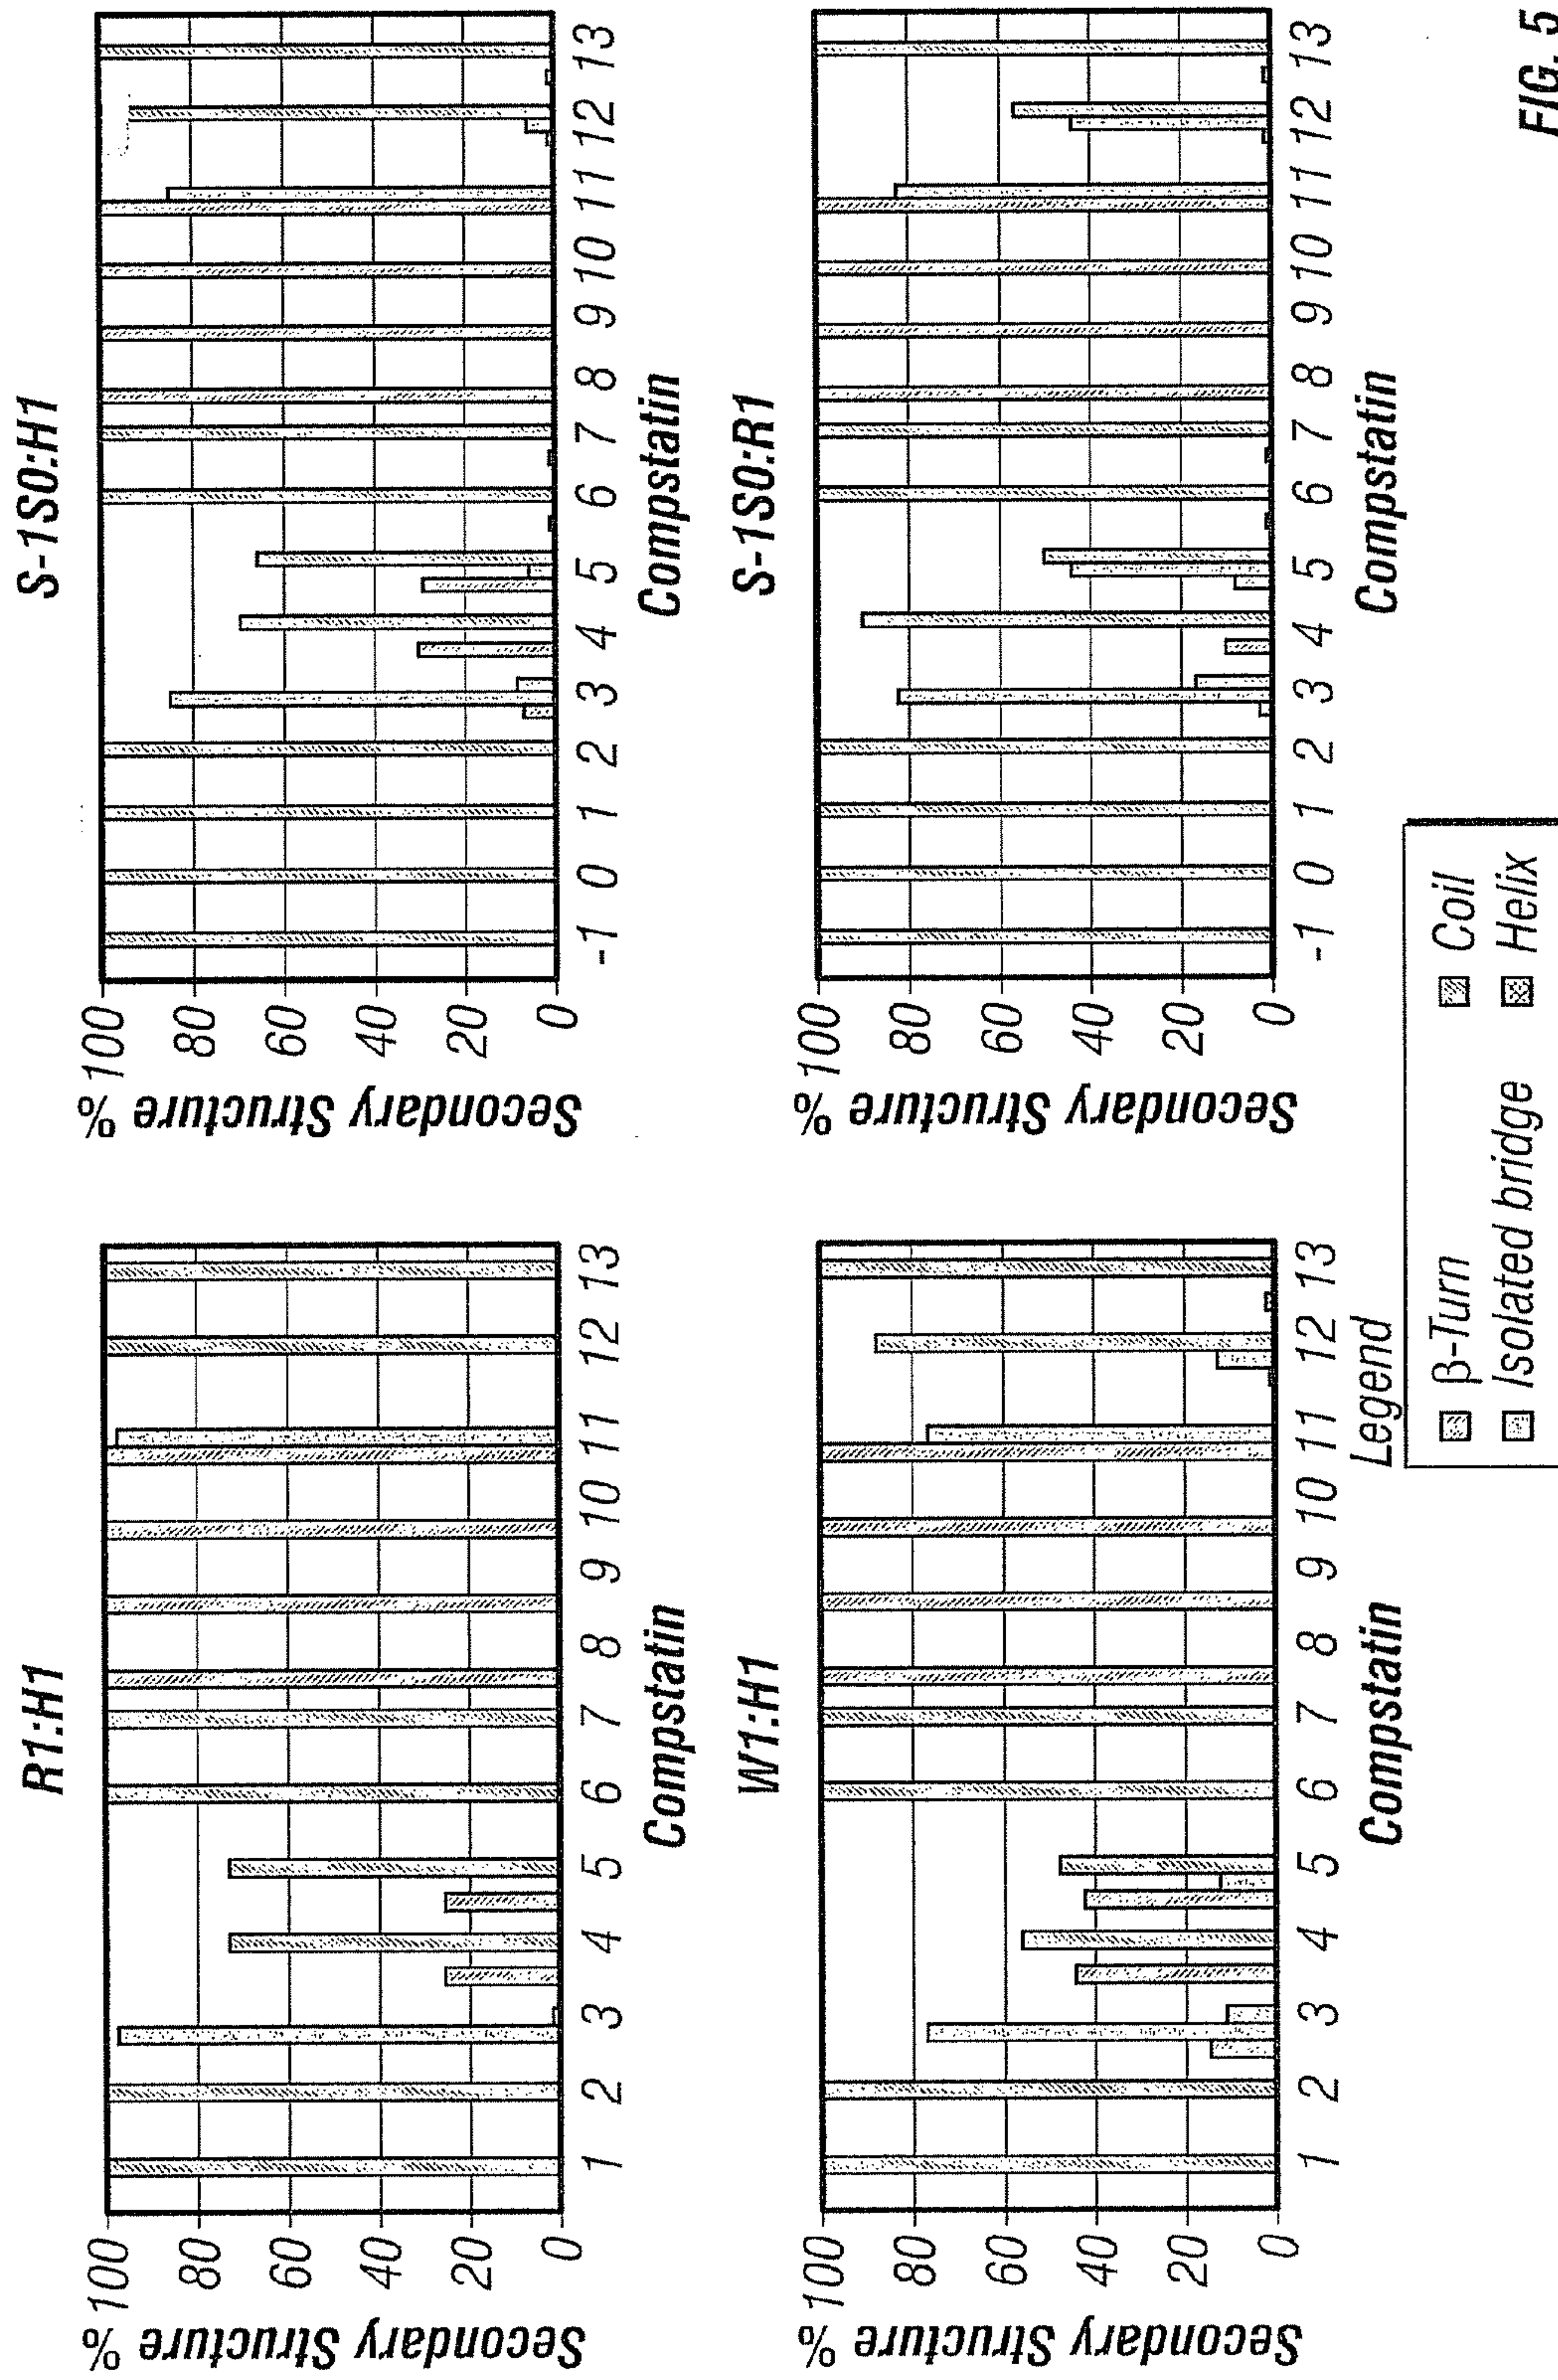 R1:H1
Secondary Structure %
100
80
60
40
20
0
1 2 3 4 5 6 7 8 9 10 11 12 13
Compstatin
S-1S0:H1
Secondary Structure %
100
80
60
40
20
0
-1 0 1 2 3 4 5 6 7 8 9 10 11 12 13
Compstatin
W1:H1
Secondary Structure %
100
80
60
40
20
0
1 2 3 4 5 6 7 8 9 10 11 12 13
Compstatin
S-1S0:R1
Secondary Structure %
100
80
60
40
20
0
-1 0 1 2 3 4 5 6 7 8 9 10 11 12 13
Compstatin
Legend
β-Turn Coil
Isolated bridge Helix
FIG. 5